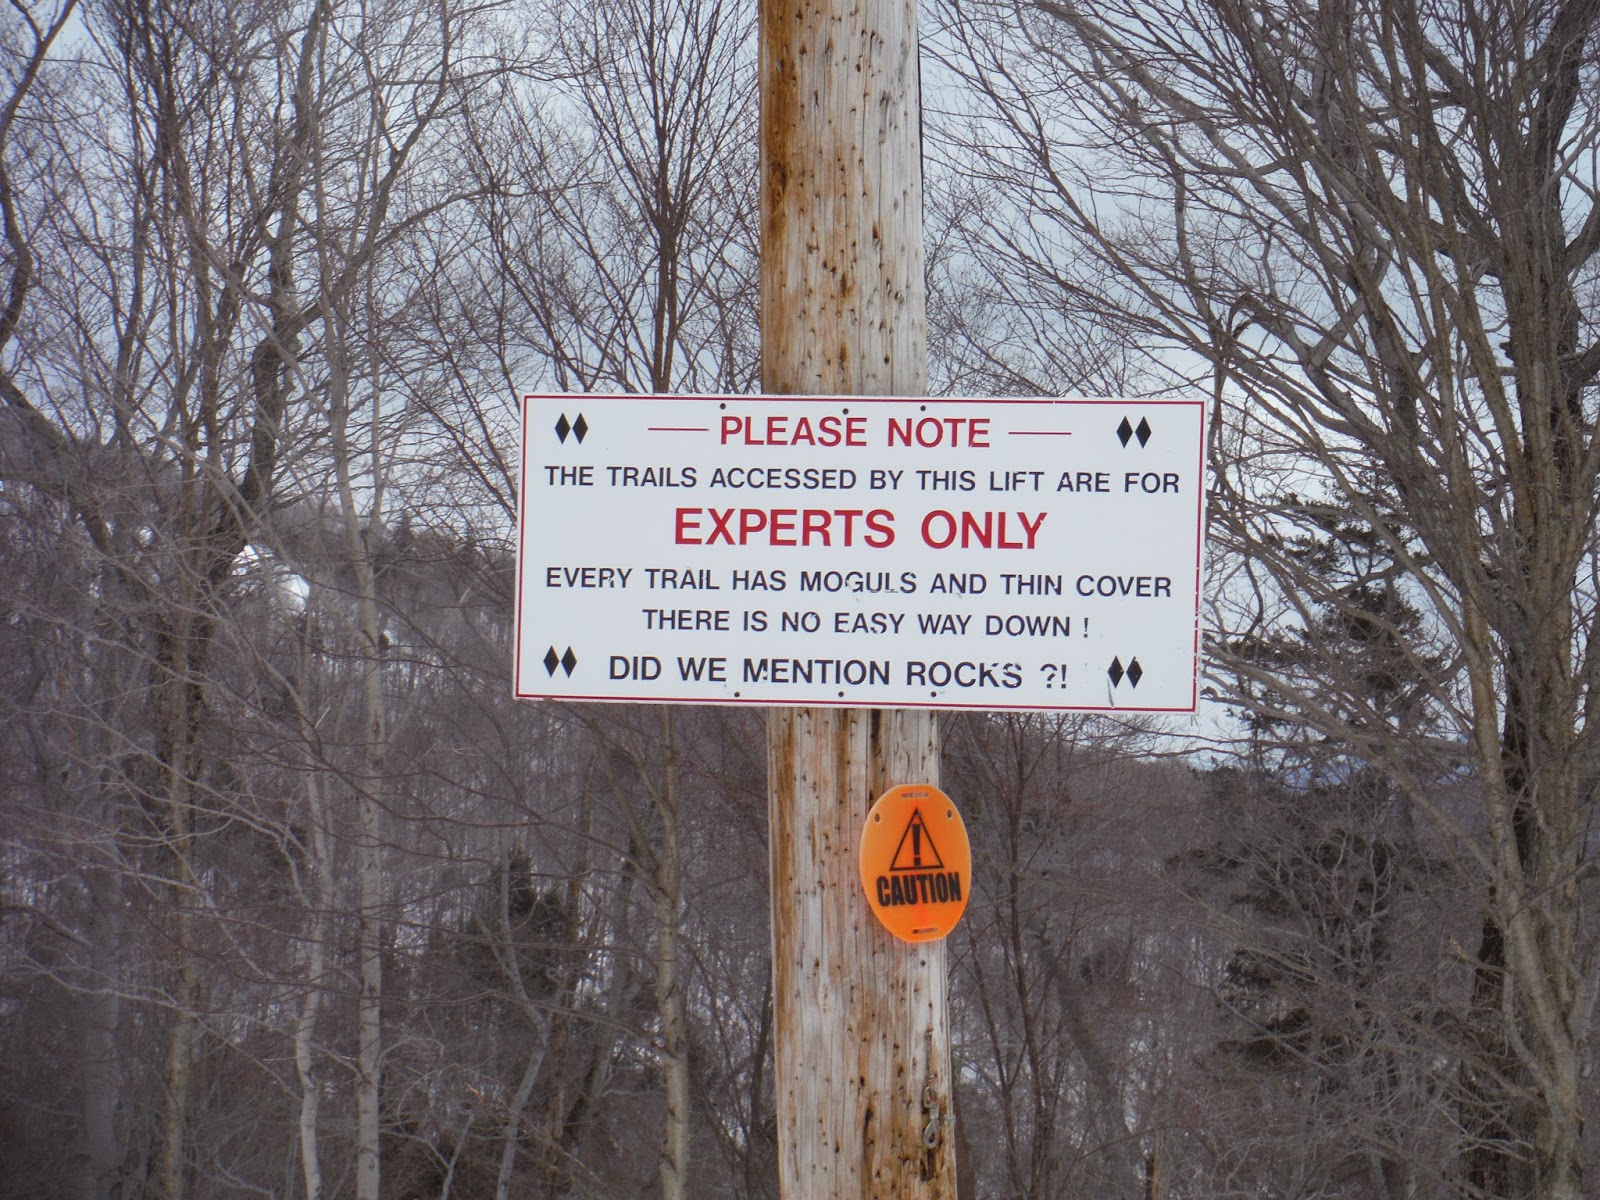 PLEASE NOTE
THE TRAILS ACCESSED BY THIS LIFT ARE FOR
EXPERTS ONLY
EVERY TRAIL HAS MOGULS AND THIN COVER
THERE IS NO EASY WAY DOWN !
DID WE MENTION ROCKS ?!
!
CAUTION